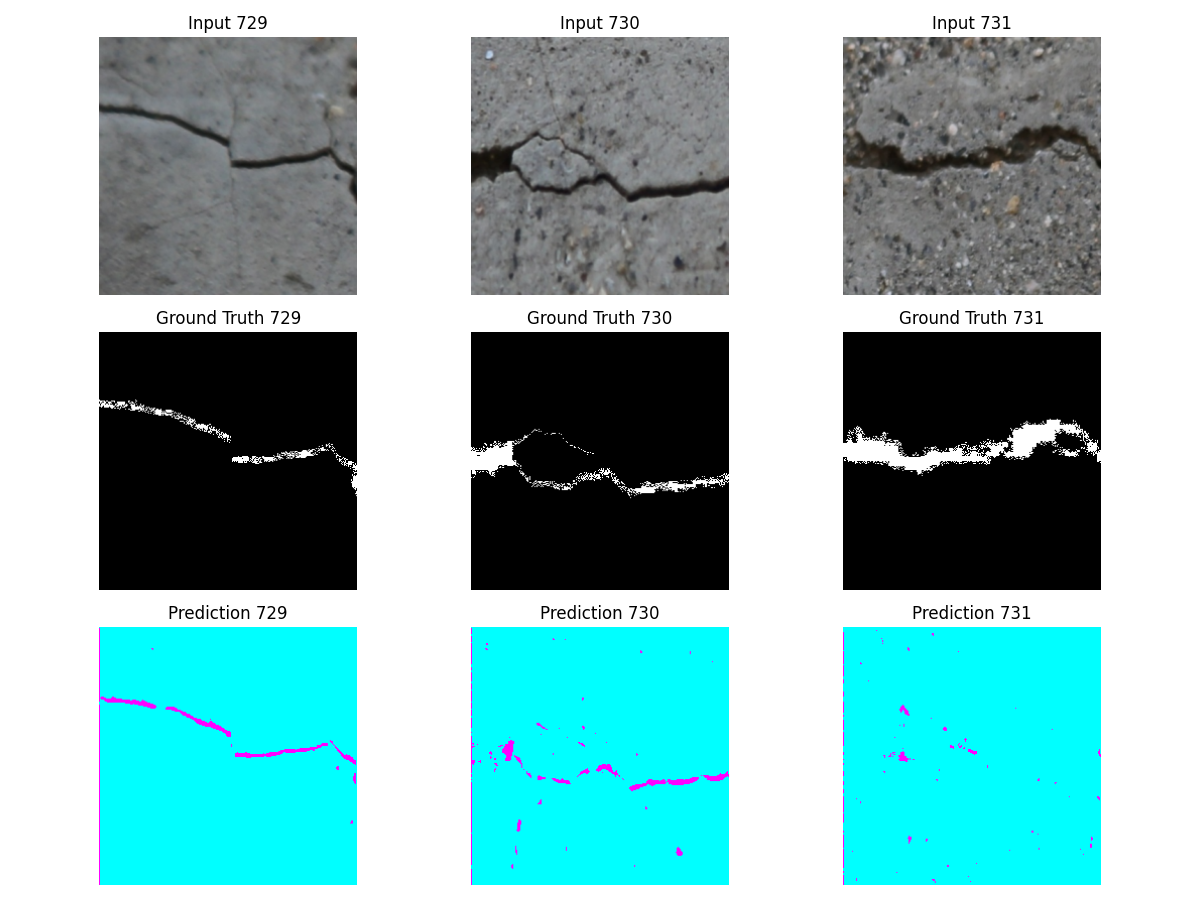 Input 729
Input 730
Input 731
Ground Truth 729
Ground Truth 730
Ground Truth 731
Prediction 729
Prediction 730
Prediction 731